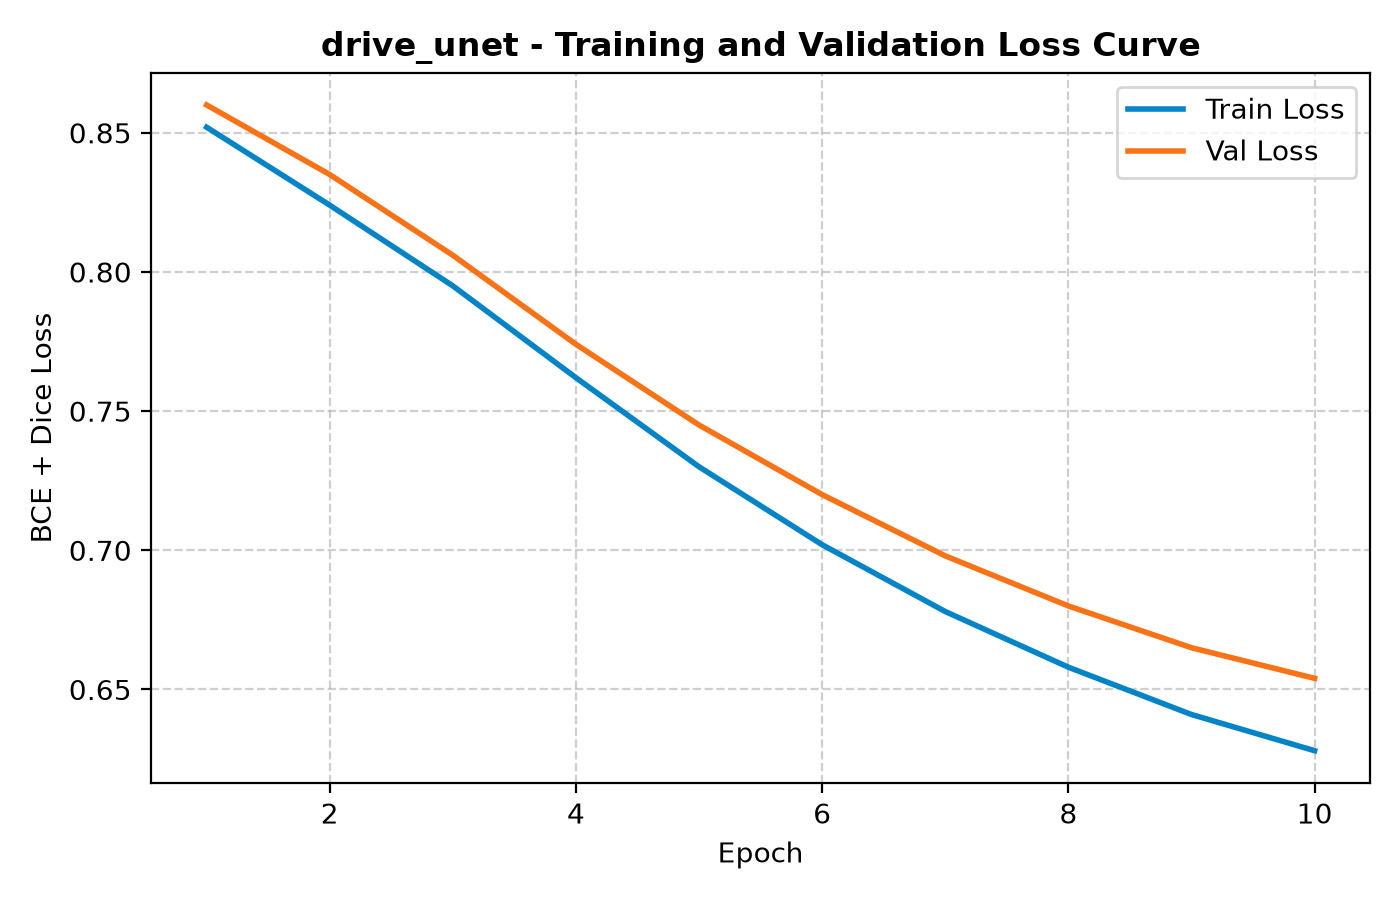 drive_unet - Training and Validation Loss Curve
Train Loss
Val Loss
BCE + Dice Loss
0.85
0.80
0.75
0.70
0.65
2 4 6 8 10
Epoch